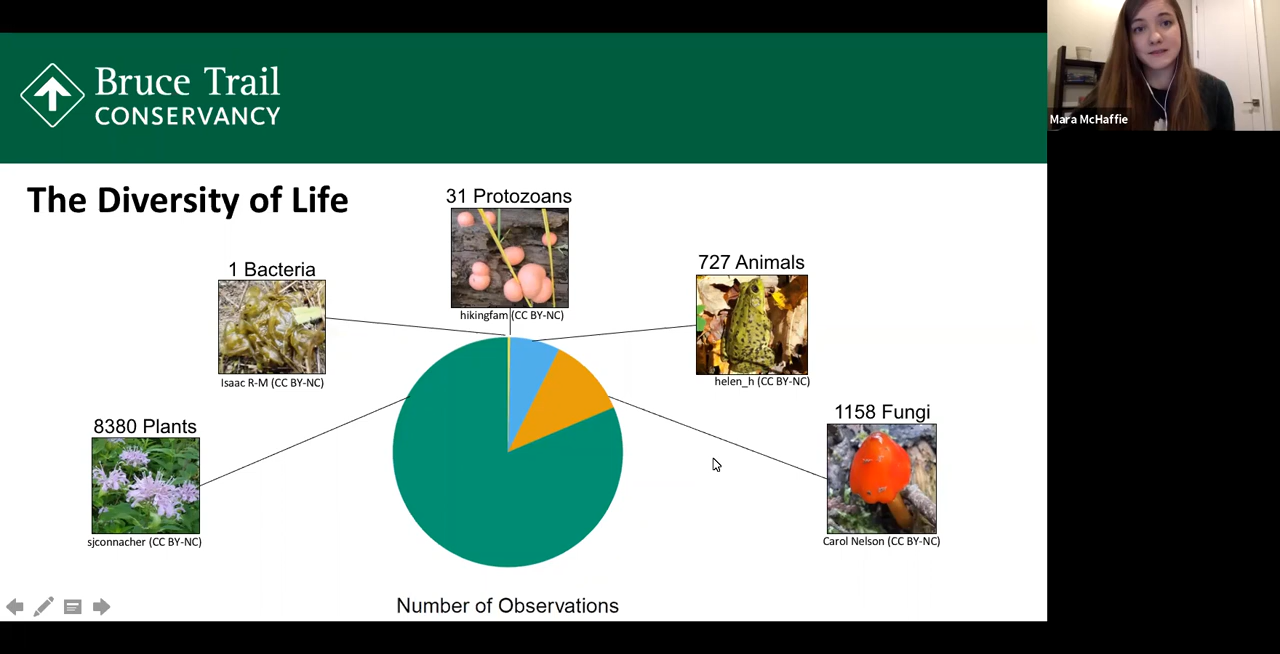 Bruce Trail
CONSERVANCY
Mara McHaffie
The Diversity of Life
31 Protozoans
hikingfam (CC BY-NC)
1 Bacteria
Isaac R-M (CC BY-NC)
727 Animals
helen_h (CC BY-NC)
8380 Plants
sjconnacher (CC BY-NC)
1158 Fungi
Carol Nelson (CC BY-NC)
Number of Observations